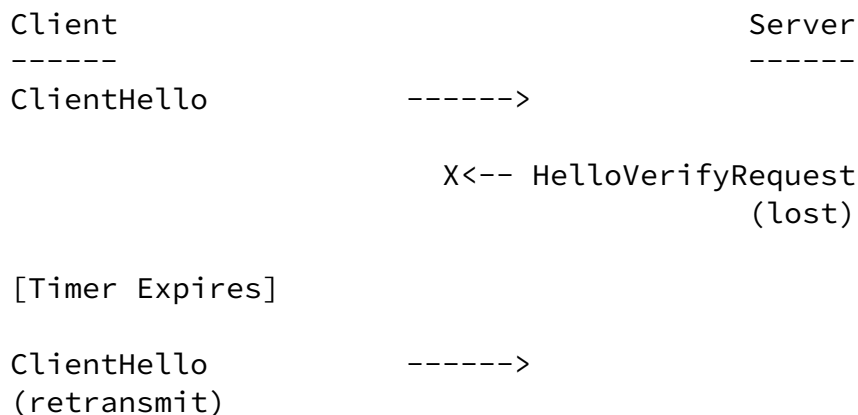 Client                                   Server
------                                   ------
ClientHello           ------>
X<-- HelloVerifyRequest
(lost)
[Timer Expires]
ClientHello           ------>
(retransmit)